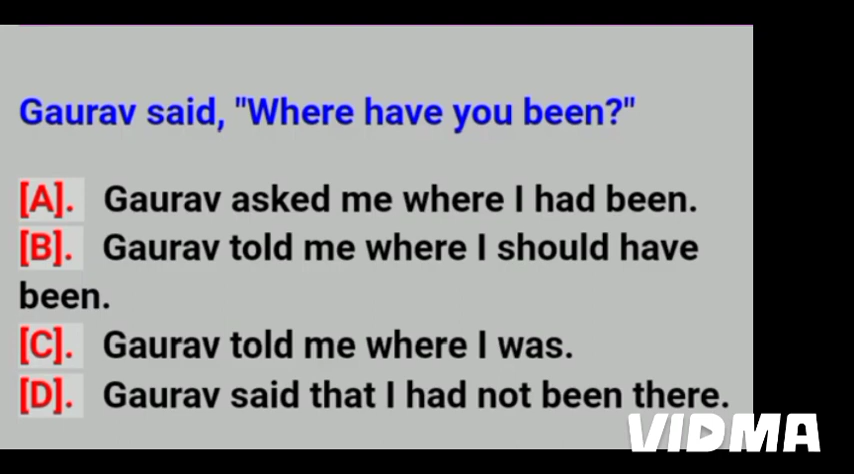 Gaurav said, "Where have you been?"
[A]. Gaurav asked me where I had been.
[B]. Gaurav told me where I should have
been.
[C]. Gaurav told me where I was.
[D]. Gaurav said that I had not been there.
VIDMA